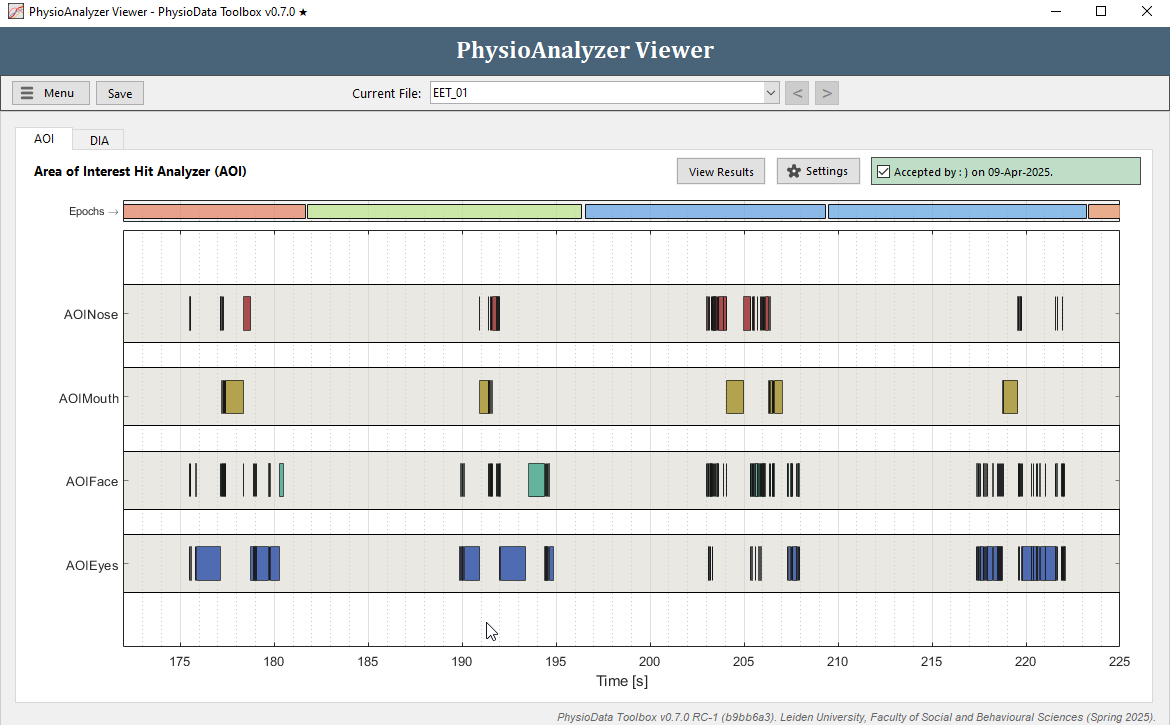 PhysioAnalyzer Viewer - PhysioData Toolbox v0.7.0 ★
PhysioAnalyzer Viewer
Menu Save Current File: EET_01 < >
AOI DIA
Area of Interest Hit Analyzer (AOI) View Results Settings Accepted by : ) on 09-Apr-2025.
Epochs →
AOINose
AOIMouth
AOIFace
AOIEyes
175 180 185 190 195 200 205 210 215 220 225
Time [s]
PhysioData Toolbox v0.7.0 RC-1 (b9bb6a3). Leiden University, Faculty of Social and Behavioural Sciences (Spring 2025).